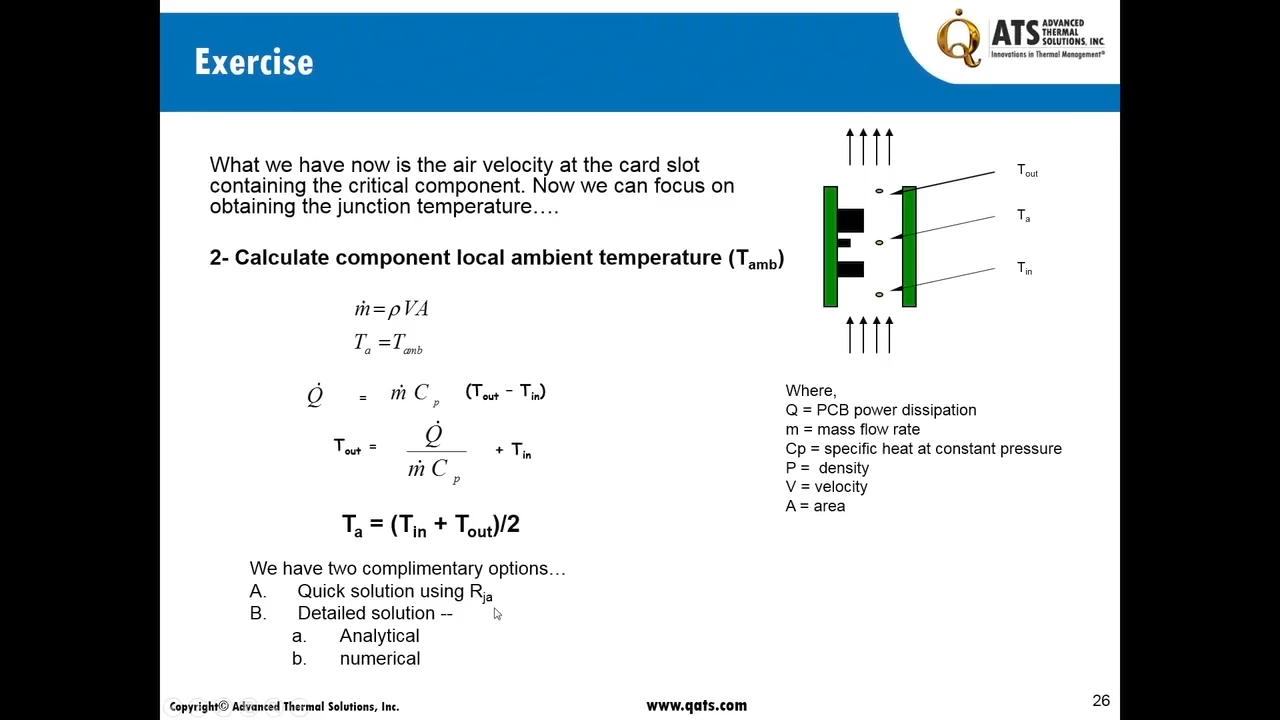 Exercise
ATS ADVANCED THERMAL SOLUTIONS, INC.
Innovations in Thermal Management®
What we have now is the air velocity at the card slot
containing the critical component. Now we can focus on
obtaining the junction temperature….
2- Calculate component local ambient temperature (Tamb)
ṁ = ρVA
Ta = Tamb
Q̇ = ṁ Cp (Tout − Tin)
Tout = Q̇ / ṁ Cp + Tin
Ta = (Tin + Tout)/2
We have two complimentary options…
A. Quick solution using Rja
B. Detailed solution --
a. Analytical
b. numerical
Tout
Ta
Tin
Where,
Q = PCB power dissipation
m = mass flow rate
Cp = specific heat at constant pressure
P = density
V = velocity
A = area
Copyright© Advanced Thermal Solutions, Inc.
www.qats.com
26